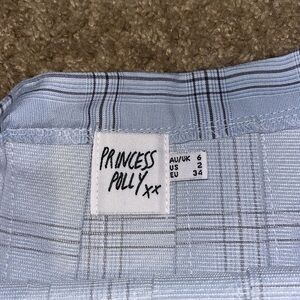 PRINCESS
POLLY xx
AU/UK 6
US 2
EU 34